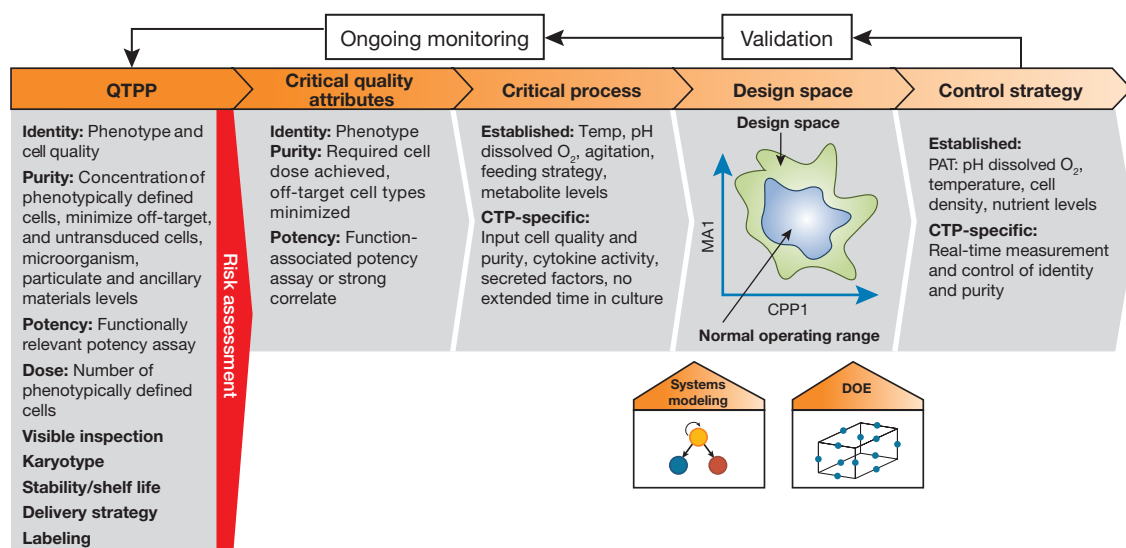 Ongoing monitoring
Validation
QTPP
Critical quality
attributes
Critical process
Design space
Control strategy
Identity: Phenotype and
cell quality
Purity: Concentration of
phenotypically defined
cells, minimize off-target,
and untransduced cells,
microorganism,
particulate and ancillary
materials levels
Potency: Functionally
relevant potency assay
Dose: Number of
phenotypically defined
cells
Visible inspection
Karyotype
Stability/shelf life
Delivery strategy
Labeling
Risk assessment
Identity: Phenotype
Purity: Required cell
dose achieved,
off-target cell types
minimized
Potency: Function-
associated potency
assay or strong
correlate
Established: Temp, pH
dissolved O₂, agitation,
feeding strategy,
metabolite levels
CTP-specific:
Input cell quality and
purity, cytokine activity,
secreted factors, no
extended time in culture
Design space
MA1
CPP1
Normal operating range
Established:
PAT: pH dissolved O₂,
temperature, cell
density, nutrient levels
CTP-specific:
Real-time measurement
and control of identity
and purity
Systems
modeling
DOE